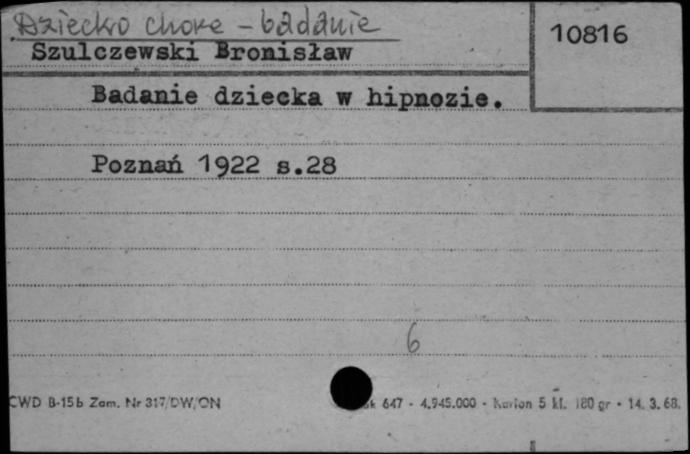 Dziecko chore - badanie
10816
Szulczewski Bronisław
Badanie dziecka w hipnozie.
Poznań 1922 s.28
6
CWD B-15b Zam. Nr 317/DW/ON
647 - 4.945.000 - Karton 5 kl. 180 gr - 14. 3. 68.